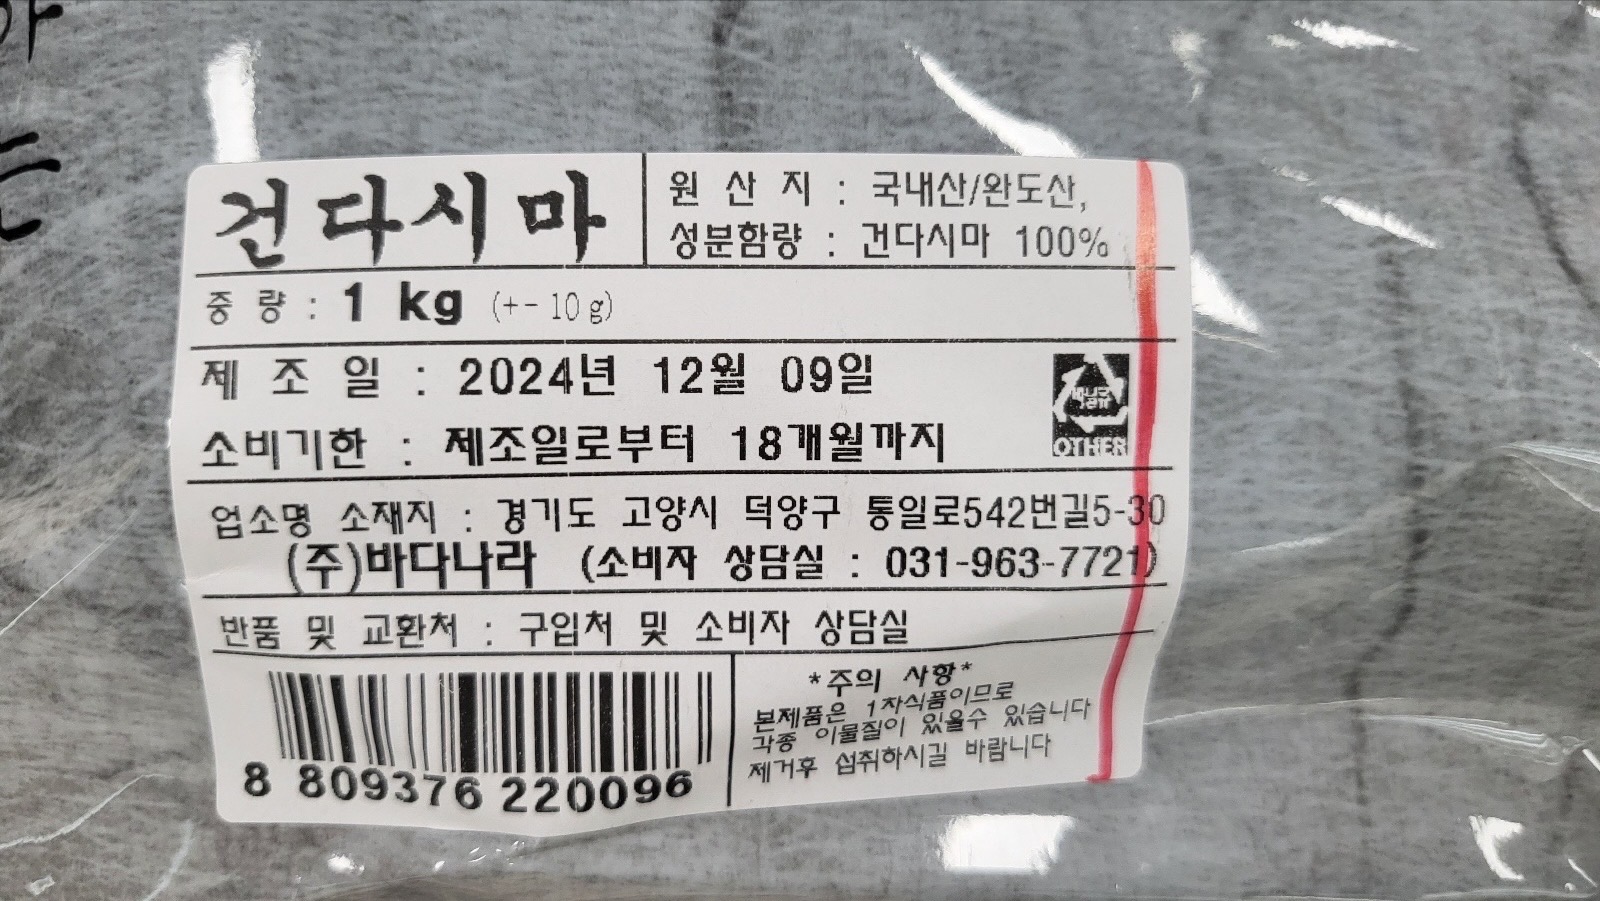 건다시마
원 산 지 : 국내산/완도산,
성분함량 : 건다시마 100%
중 량 : 1 kg (+- 10 g)
제 조 일 : 2024년 12월 09일
소비기한 : 제조일로부터 18개월까지
OTHER
업소명 소재지 : 경기도 고양시 덕양구 통일로542번길5-30
(주)바다나라 (소비자 상담실 : 031-963-7721)
반품 및 교환처 : 구입처 및 소비자 상담실
*주의 사항*
본제품은 1차식품이므로
각종 이물질이 있을수 있습니다
제거후 섭취하시길 바랍니다
8 809376 220096